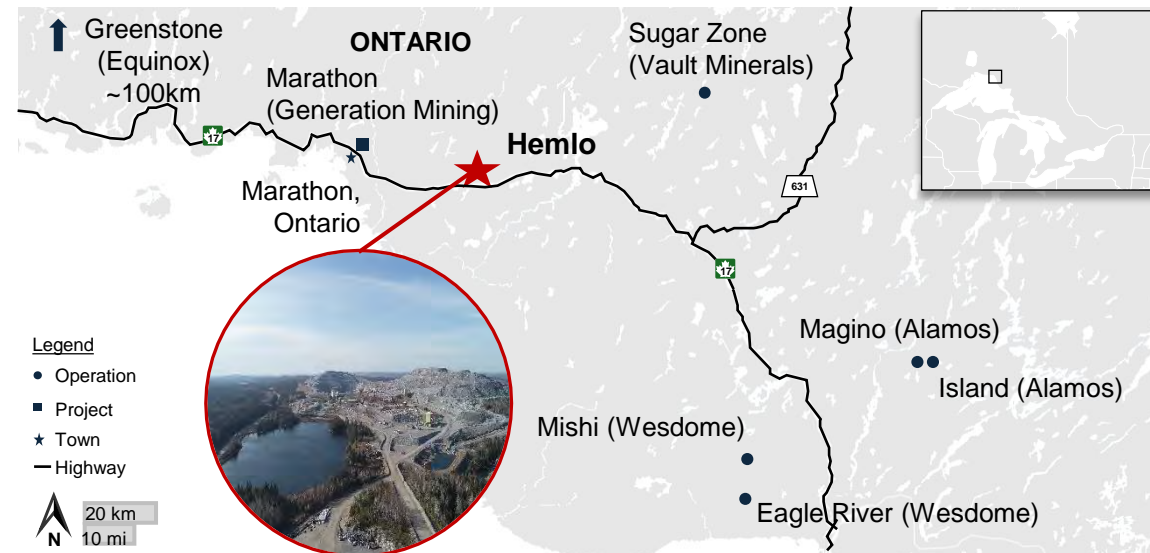 Greenstone
(Equinox)
~100km
ONTARIO
Marathon
(Generation Mining)
Sugar Zone
(Vault Minerals)
17
Hemlo
Marathon,
Ontario
631
17
Magino (Alamos)
Island (Alamos)
Mishi (Wesdome)
Eagle River (Wesdome)
Legend
Operation
Project
Town
Highway
N
20 km
10 mi